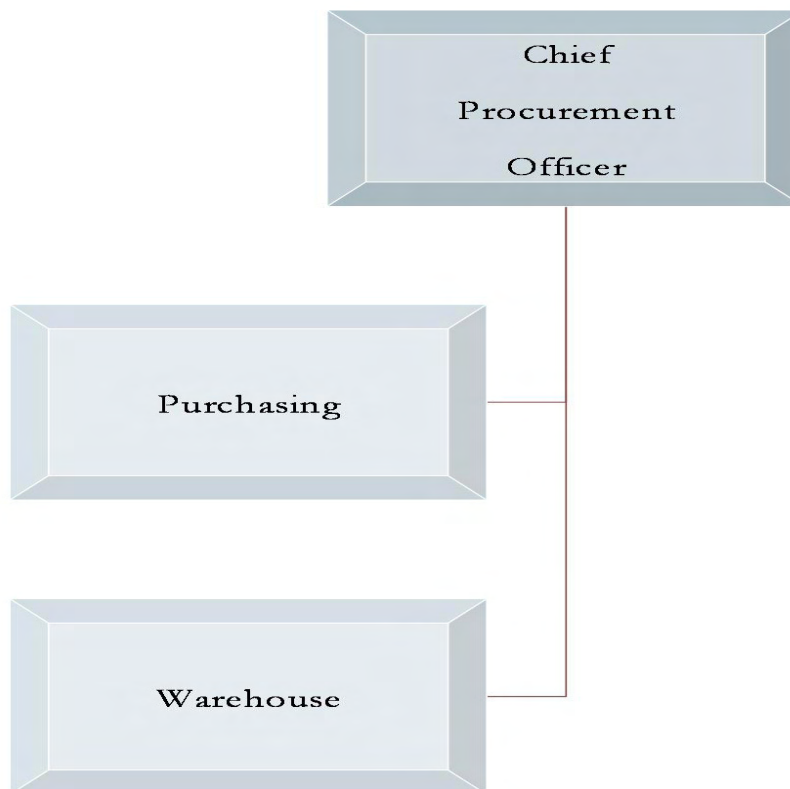 Chief
Procurement
Officer
Purchasing
Warehouse